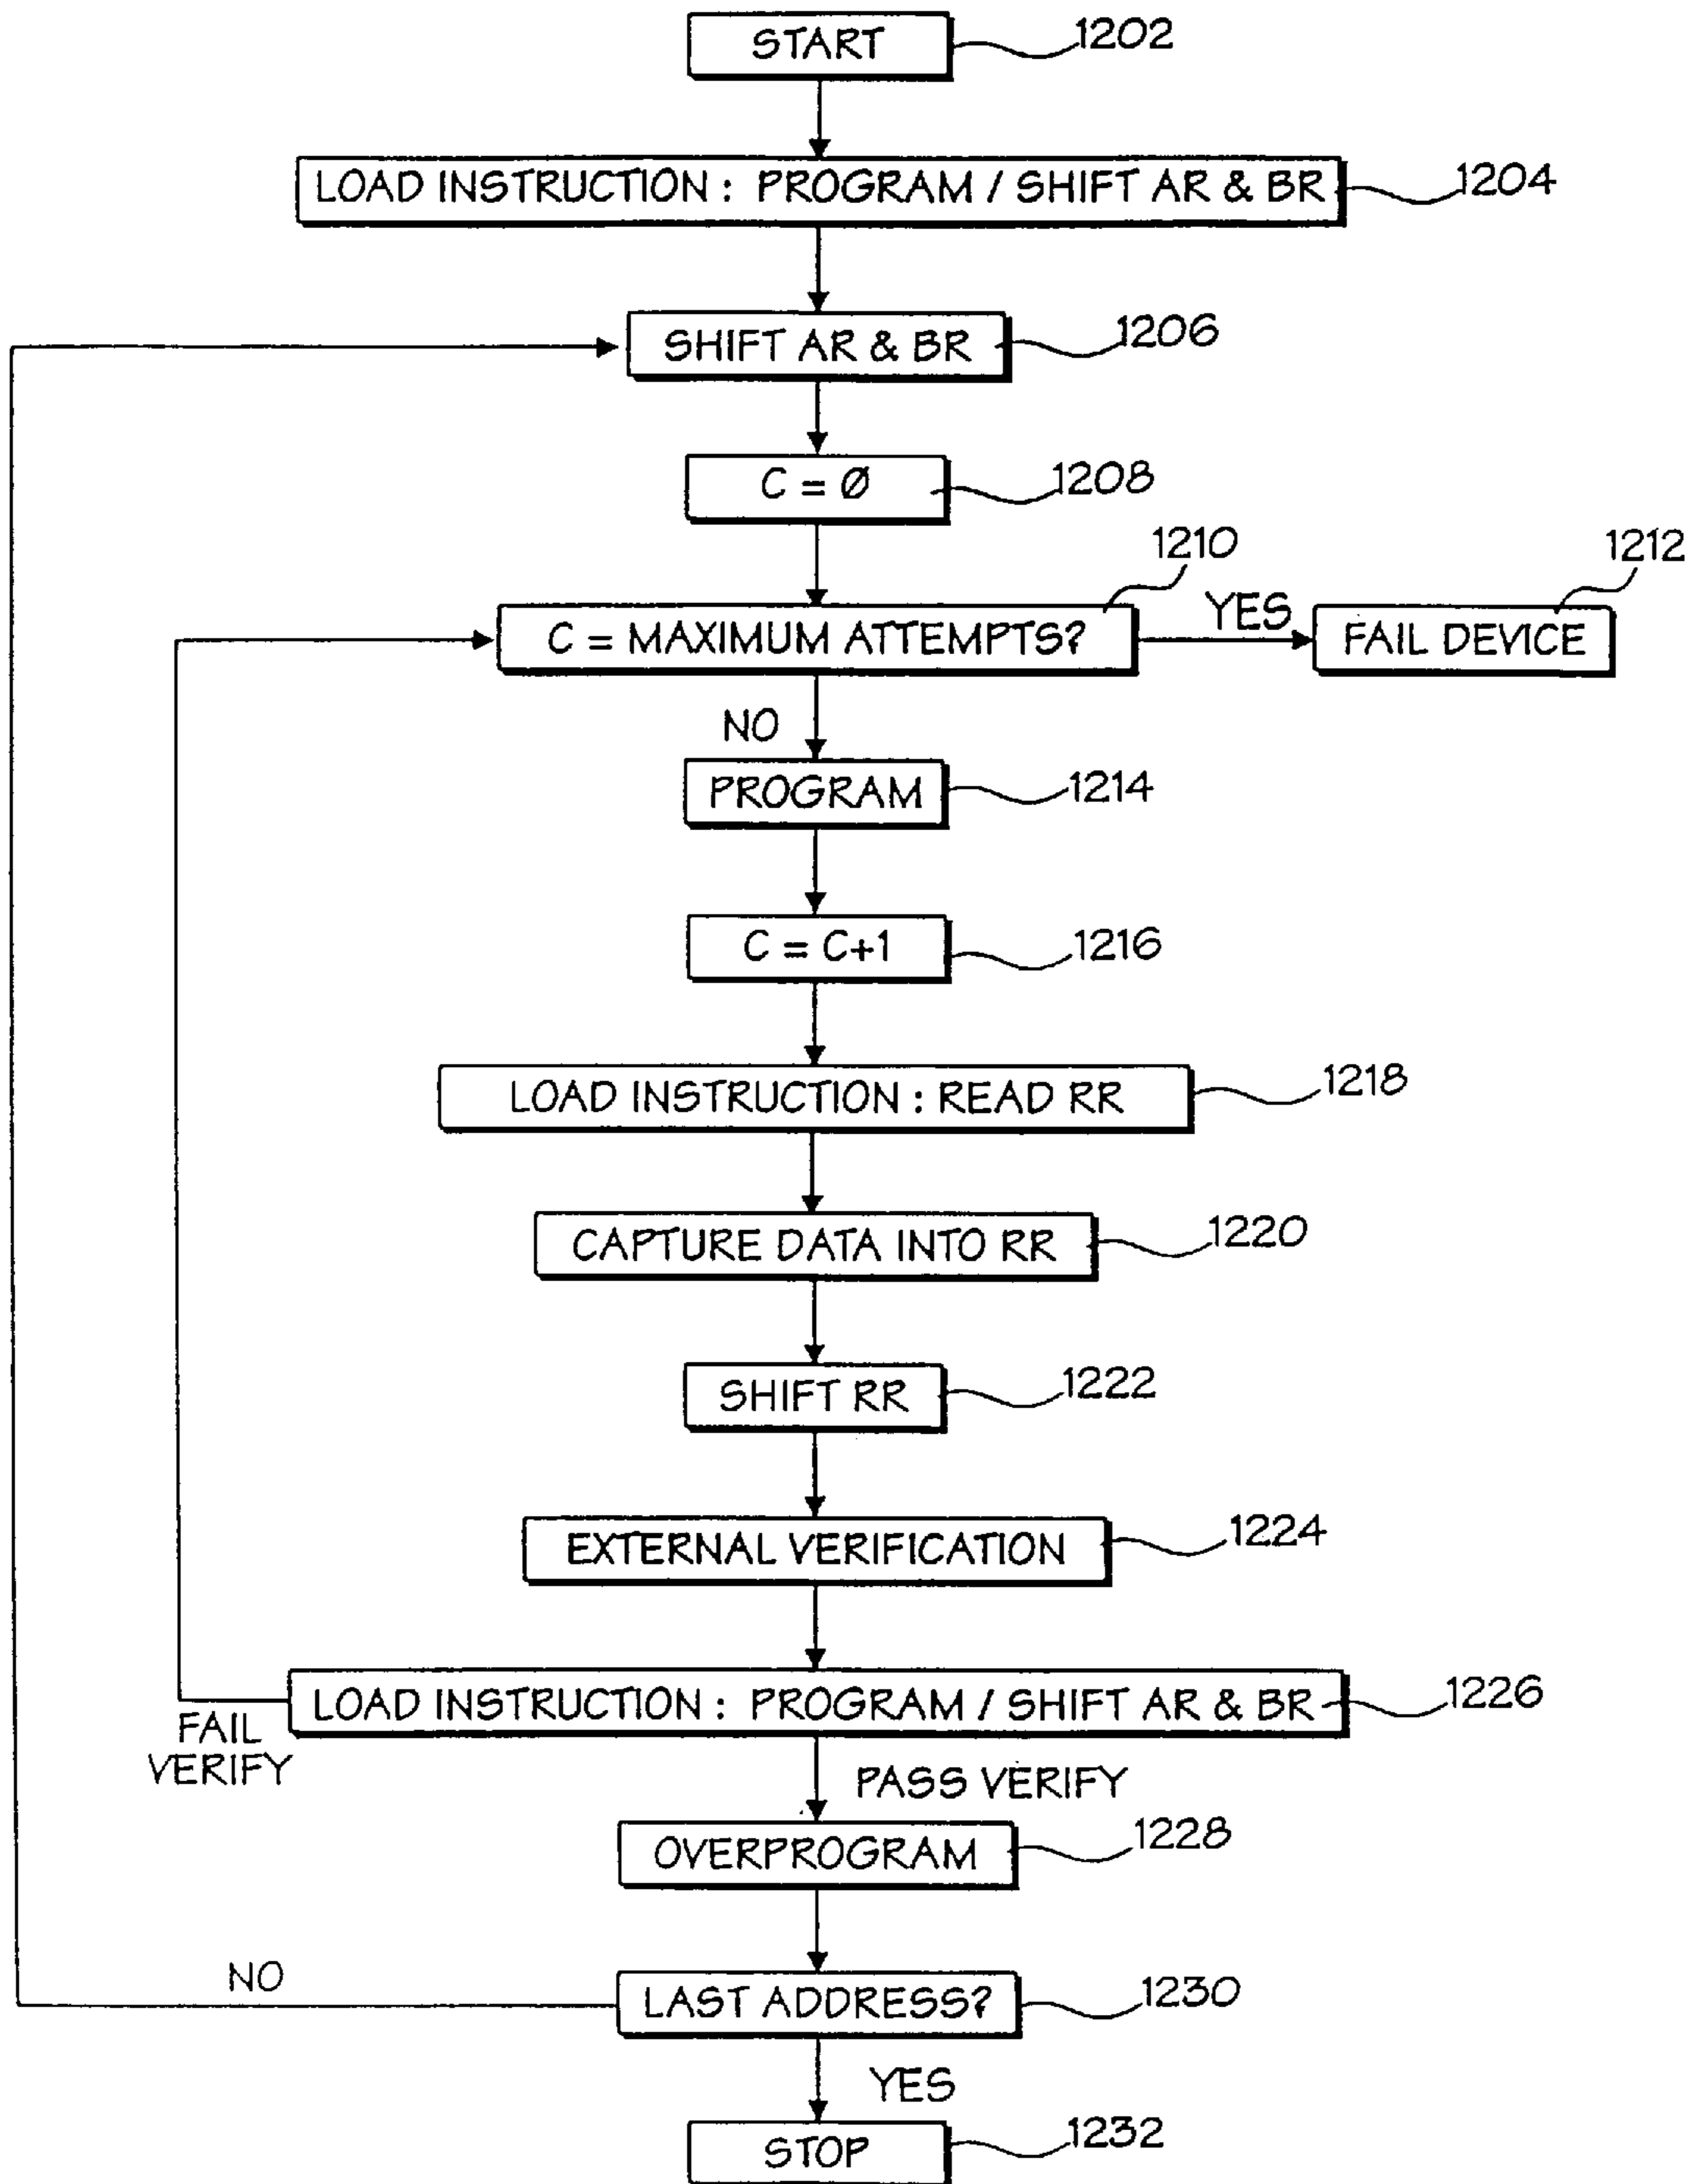 START
1202
LOAD INSTRUCTION : PROGRAM / SHIFT AR & BR
1204
SHIFT AR & BR
1206
C = Ø
1208
1210
1212
C = MAXIMUM ATTEMPTS?
YES
FAIL DEVICE
NO
PROGRAM
1214
C = C+1
1216
LOAD INSTRUCTION : READ RR
1218
CAPTURE DATA INTO RR
1220
SHIFT RR
1222
EXTERNAL VERIFICATION
1224
LOAD INSTRUCTION : PROGRAM / SHIFT AR & BR
1226
FAIL
VERIFY
PASS VERIFY
OVERPROGRAM
1228
NO
LAST ADDRESS?
1230
YES
STOP
1232